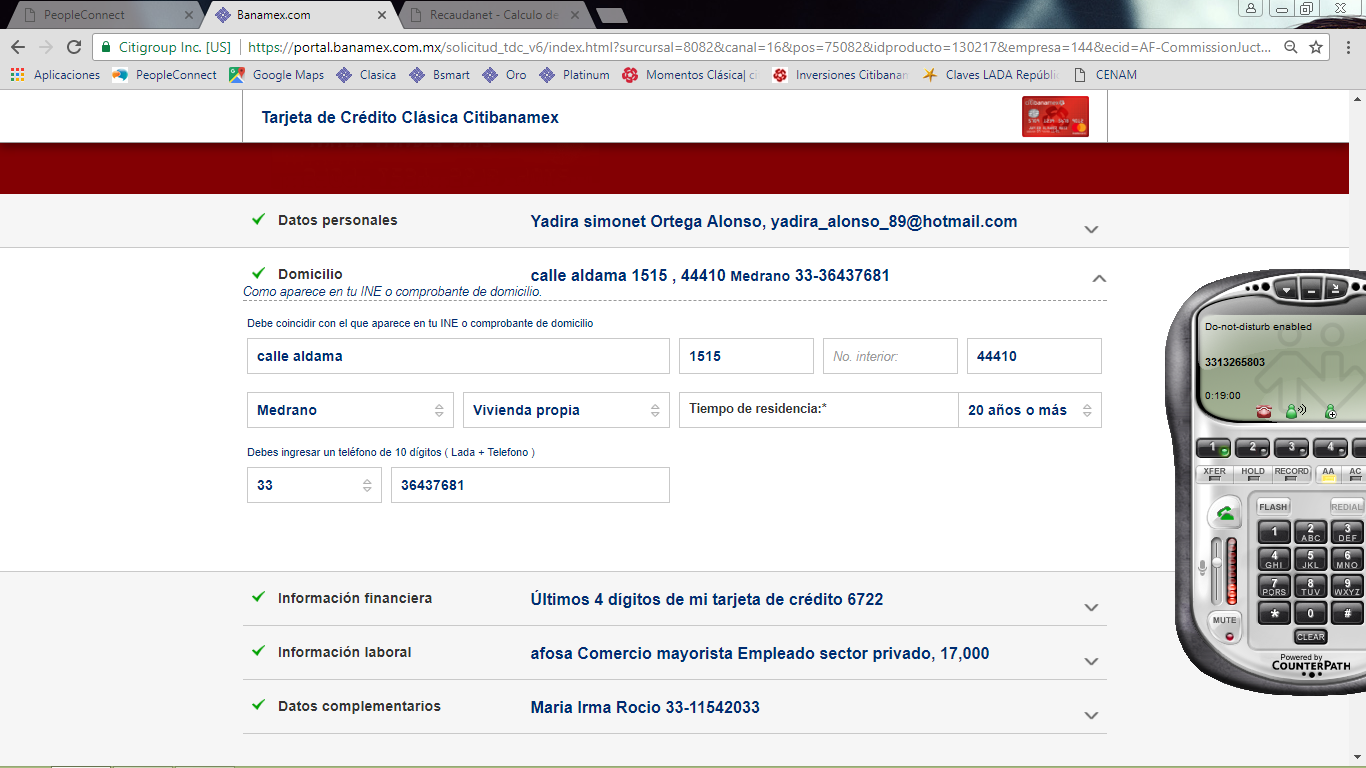 PeopleConnect
Banamex.com
Recaudanet - Calculo de
Citigroup Inc. [US] https://portal.banamex.com.mx/solicitud_tdc_v6/index.html?surcursal=8082&canal=16&pos=75082&idproducto=130217&empresa=144&ecid=AF-CommissionJuct...
Aplicaciones PeopleConnect Google Maps Clasica Bsmart Oro Platinum Momentos Clásica| ci Inversiones Citibanam Claves LADA Repúblic CENAM
Tarjeta de Crédito Clásica Citibanamex
Datos personales Yadira simonet Ortega Alonso, yadira_alonso_89@hotmail.com
Domicilio calle aldama 1515 , 44410 Medrano 33-36437681
Como aparece en tu INE o comprobante de domicilio.
Debe coincidir con el que aparece en tu INE o comprobante de domicilio
calle aldama 1515 No. interior: 44410
Medrano Vivienda propia Tiempo de residencia:* 20 años o más
Debes ingresar un teléfono de 10 dígitos ( Lada + Telefono )
33 36437681
Información financiera Últimos 4 dígitos de mi tarjeta de crédito 6722
Información laboral afosa Comercio mayorista Empleado sector privado, 17,000
Datos complementarios Maria Irma Rocio 33-11542033
Do-not-disturb enabled
3313265803
0:19:00
1 2 3 4
XFER HOLD RECORD AA AC
FLASH REDIAL
1 2 ABC 3 DEF
4 GHI 5 JKL 6 MNO
7 PQRS 8 TUV 9 WXYZ
* 0 #
MUTE
CLEAR
Powered by
COUNTERPATH